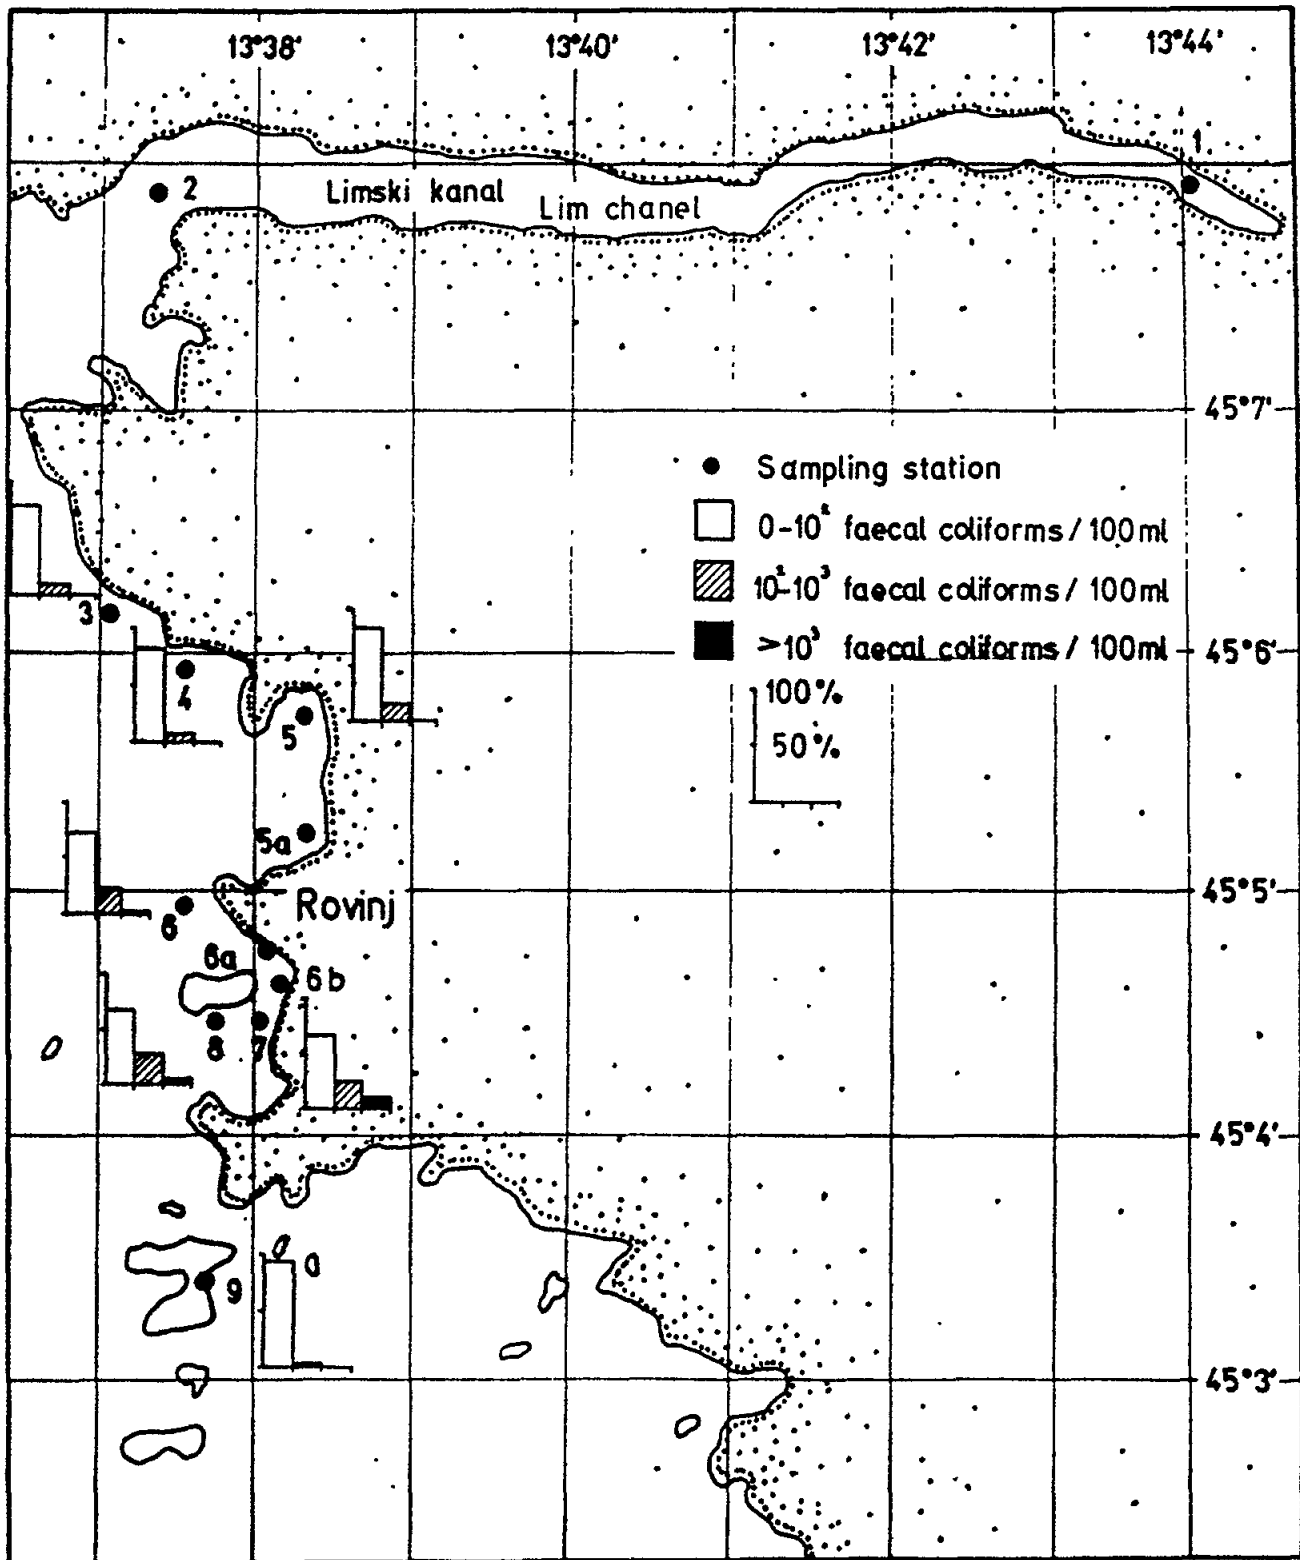 13°38' 13°40' 13°42' 13°44'
1
2
Limski kanal
Lim chanel
45°7'
Sampling station
0-10² faecal coliforms / 100ml
10²-10³ faecal coliforms / 100ml
>10³ faecal coliforms / 100ml
3
45°6'
4
100%
5
50%
5a
45°5'
Rovinj
6
6a
6b
8
7
45°4'
9
45°3'